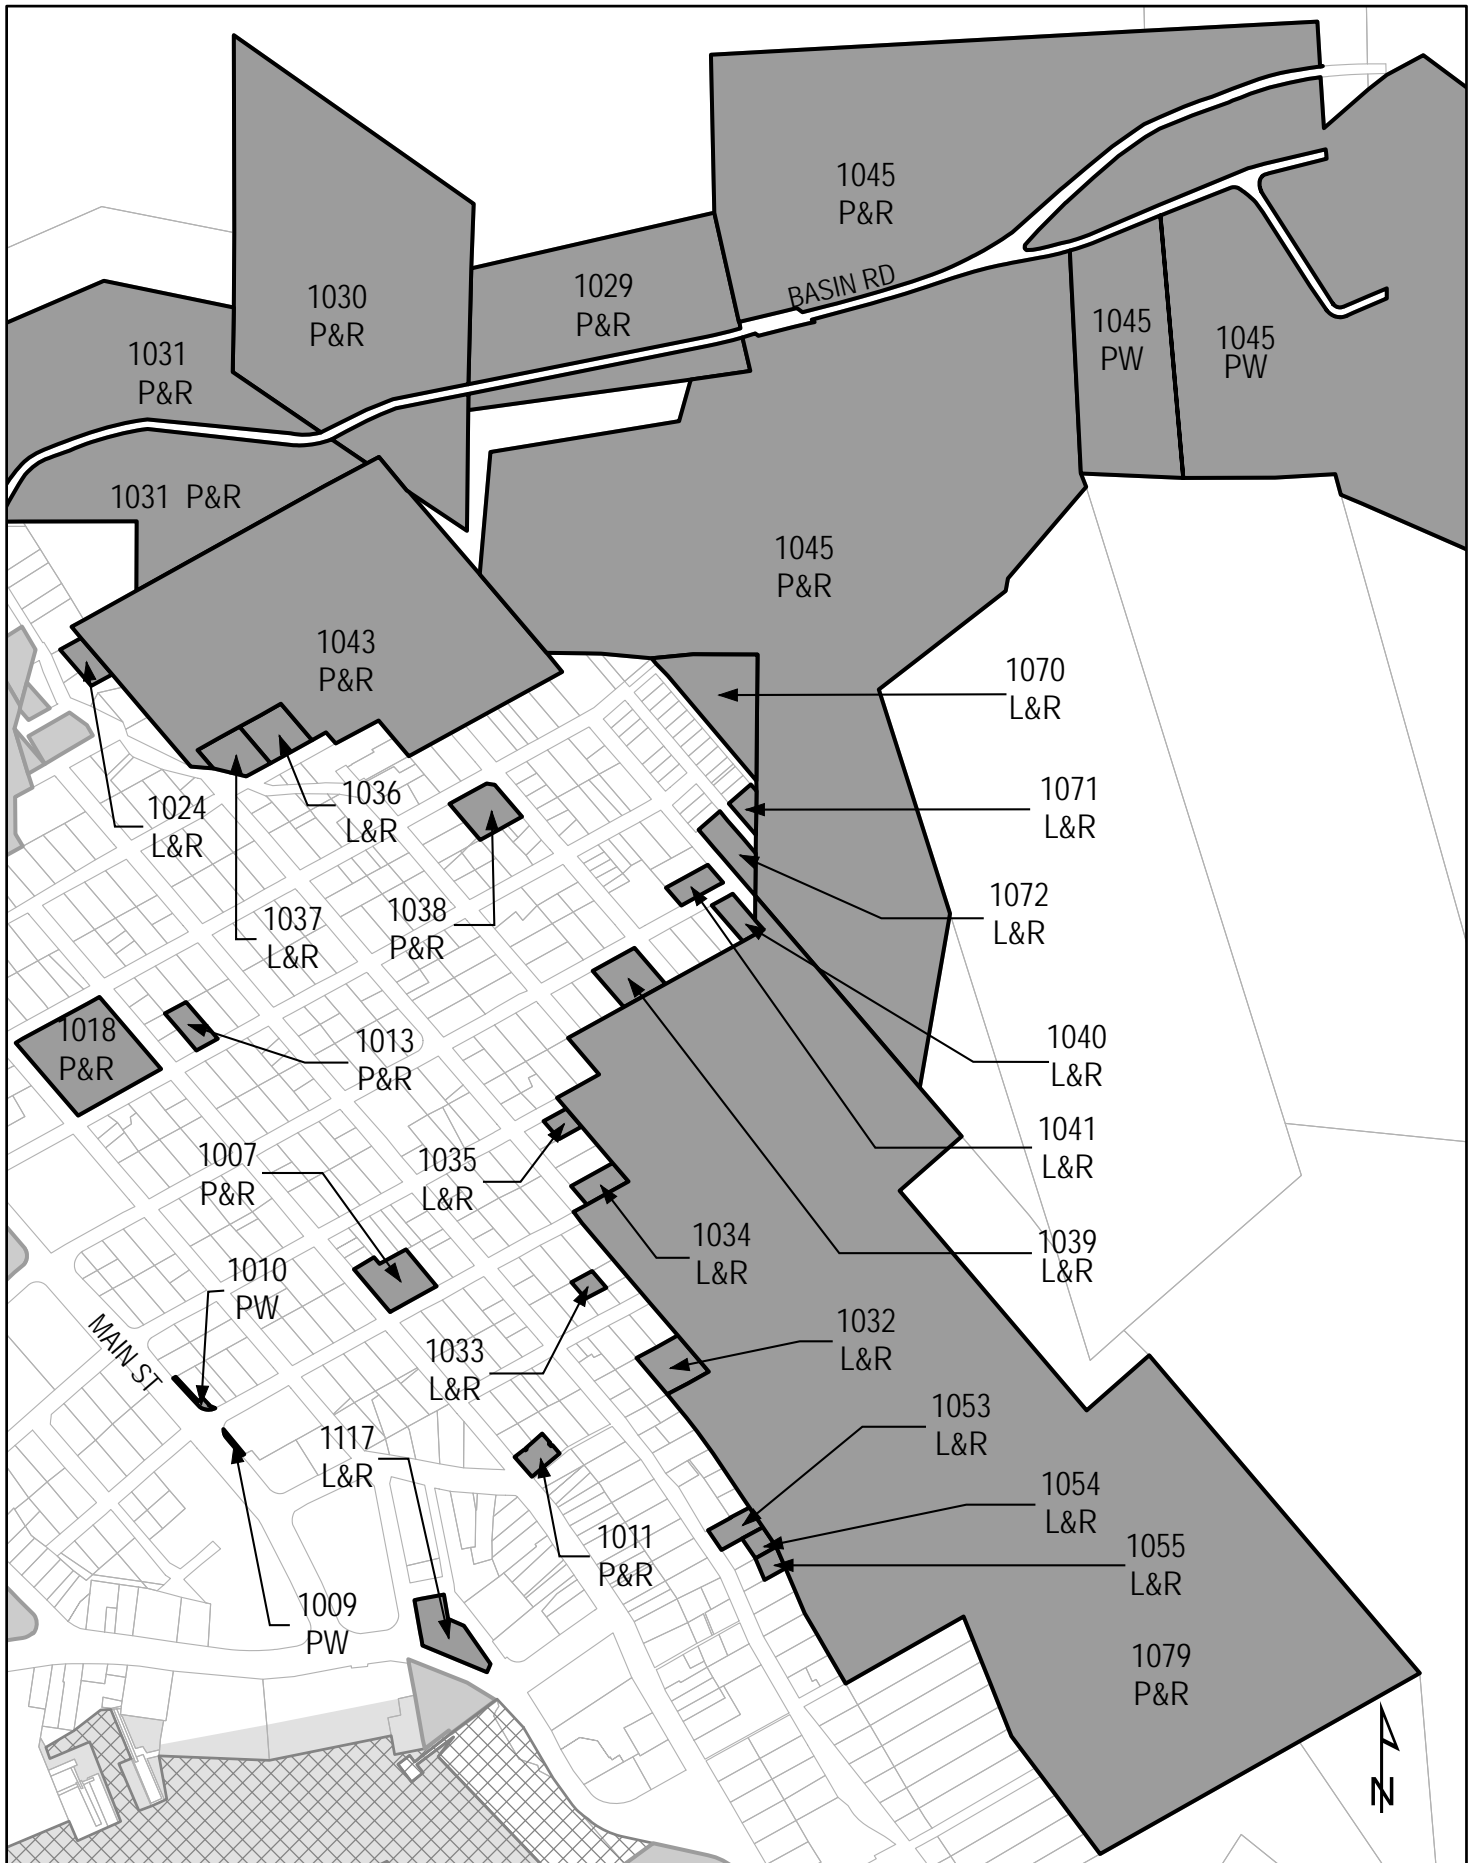 1045
P&R
BASIN RD
1029
P&R
1030
P&R
1031
P&R
1045
PW
1045
PW
1031 P&R
1045
P&R
1043
P&R
1070
L&R
1024
L&R
1036
L&R
1071
L&R
1037
L&R
1038
P&R
1072
L&R
1018
P&R
1013
P&R
1040
L&R
1007
P&R
1035
L&R
1041
L&R
1034
L&R
1039
L&R
1010
PW
MAIN ST
1033
L&R
1032
L&R
1117
L&R
1053
L&R
1054
L&R
1011
P&R
1055
L&R
1009
PW
1079
P&R
N